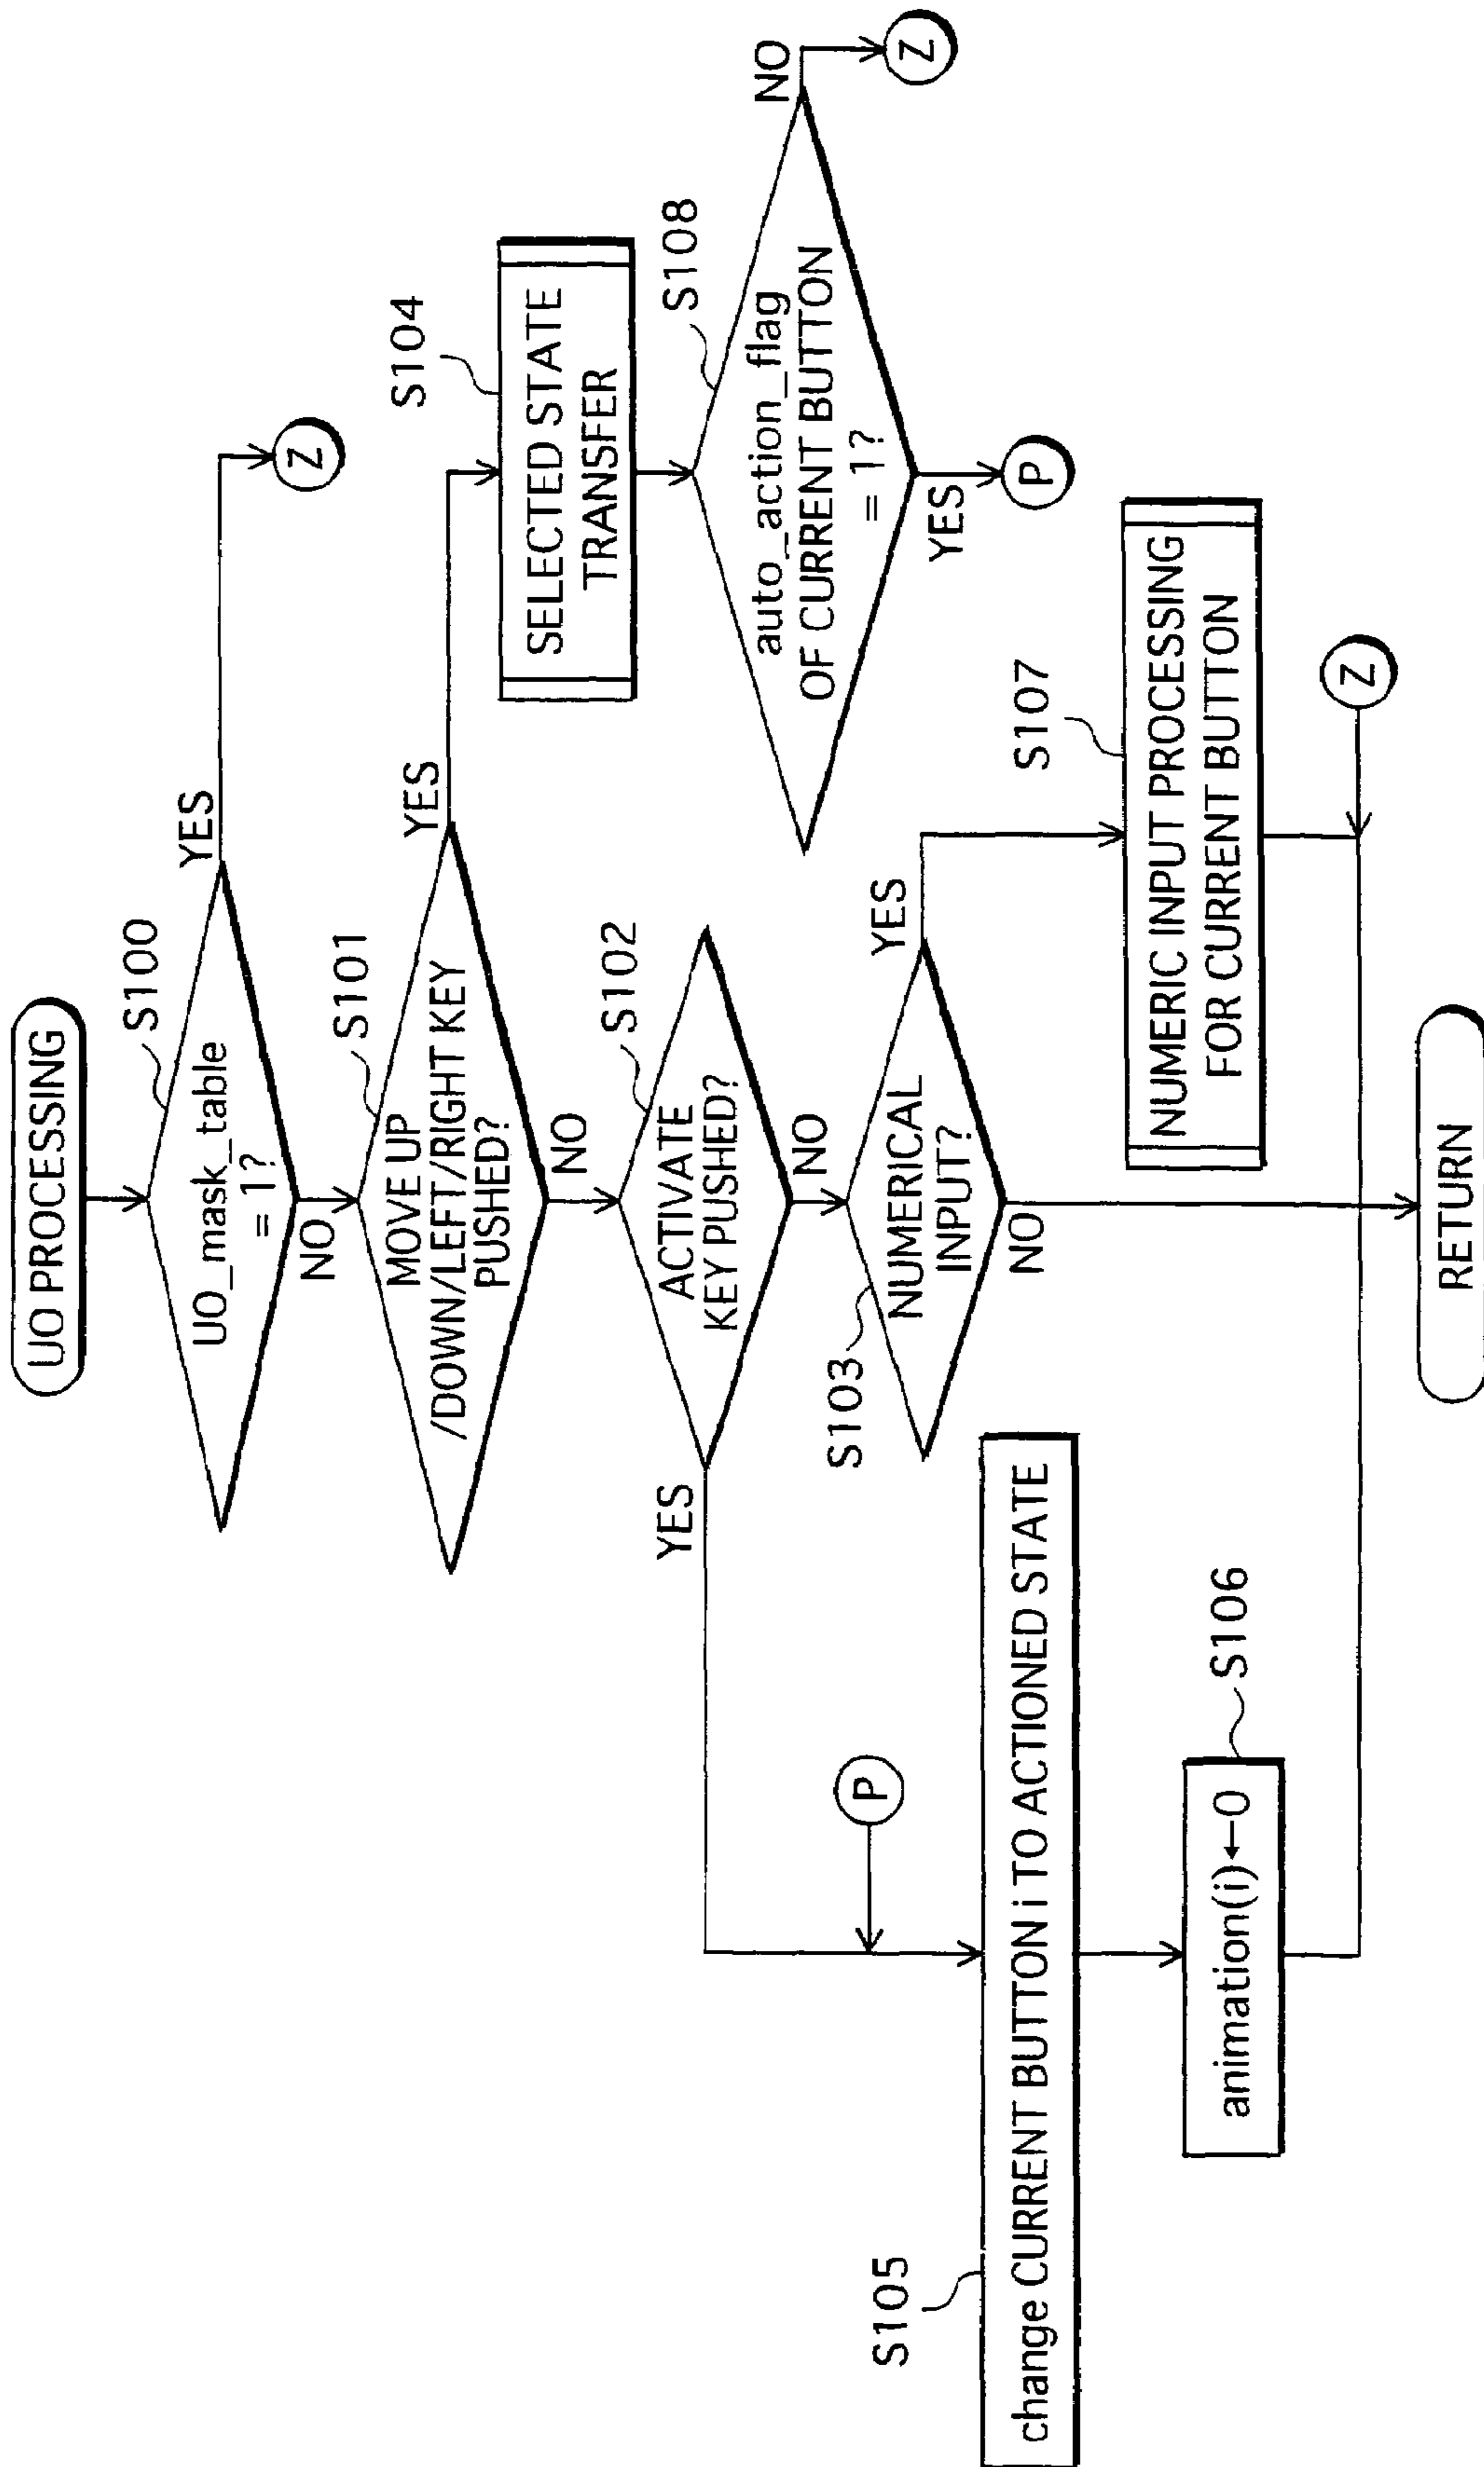 UO PROCESSING
S100
UO_mask_table
= 1?
YES
Z
NO
S101
MOVE UP
/DOWN/LEFT/RIGHT KEY
PUSHED?
YES
NO
S104
SELECTED STATE
TRANSFER
S102
ACTIVATE
KEY PUSHED?
YES
NO
S108
auto_action_flag
OF CURRENT BUTTON
= 1?
NO
Z
YES
P
S103
NUMERICAL
INPUT?
YES
NO
P
S105
change CURRENT BUTTON i TO ACTIONED STATE
S107
NUMERIC INPUT PROCESSING
FOR CURRENT BUTTON
S106
animation(i)←0
Z
RETURN